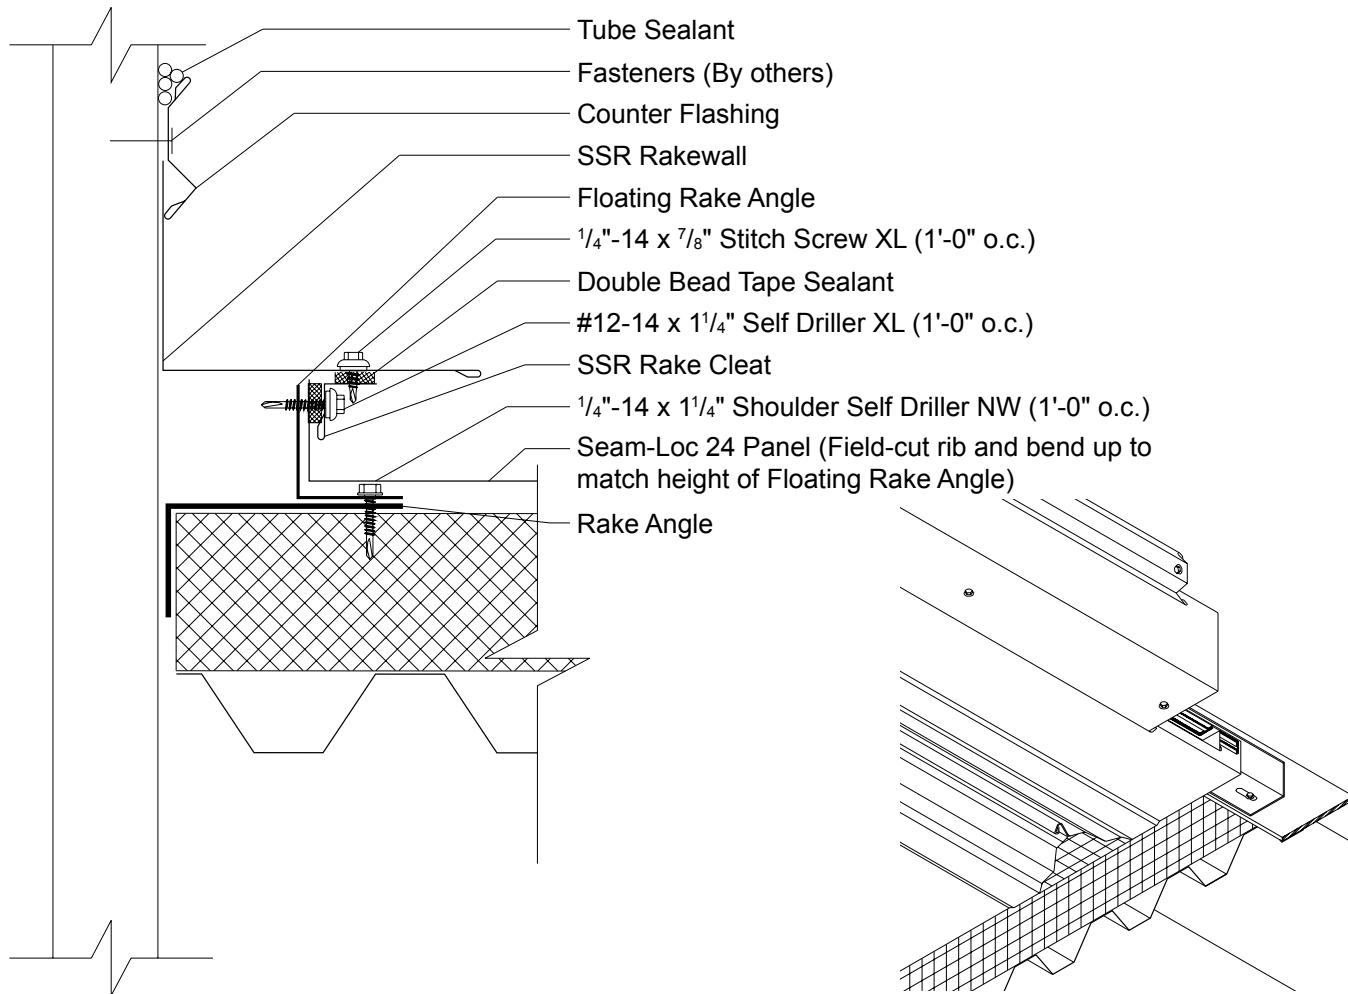 Tube Sealant
Fasteners (By others)
Counter Flashing
SSR Rakewall
Floating Rake Angle
1/4"-14 x 7/8" Stitch Screw XL (1'-0" o.c.)
Double Bead Tape Sealant
#12-14 x 11/4" Self Driller XL (1'-0" o.c.)
SSR Rake Cleat
1/4"-14 x 11/4" Shoulder Self Driller NW (1'-0" o.c.)
Seam-Loc 24 Panel (Field-cut rib and bend up to
match height of Floating Rake Angle)
Rake Angle